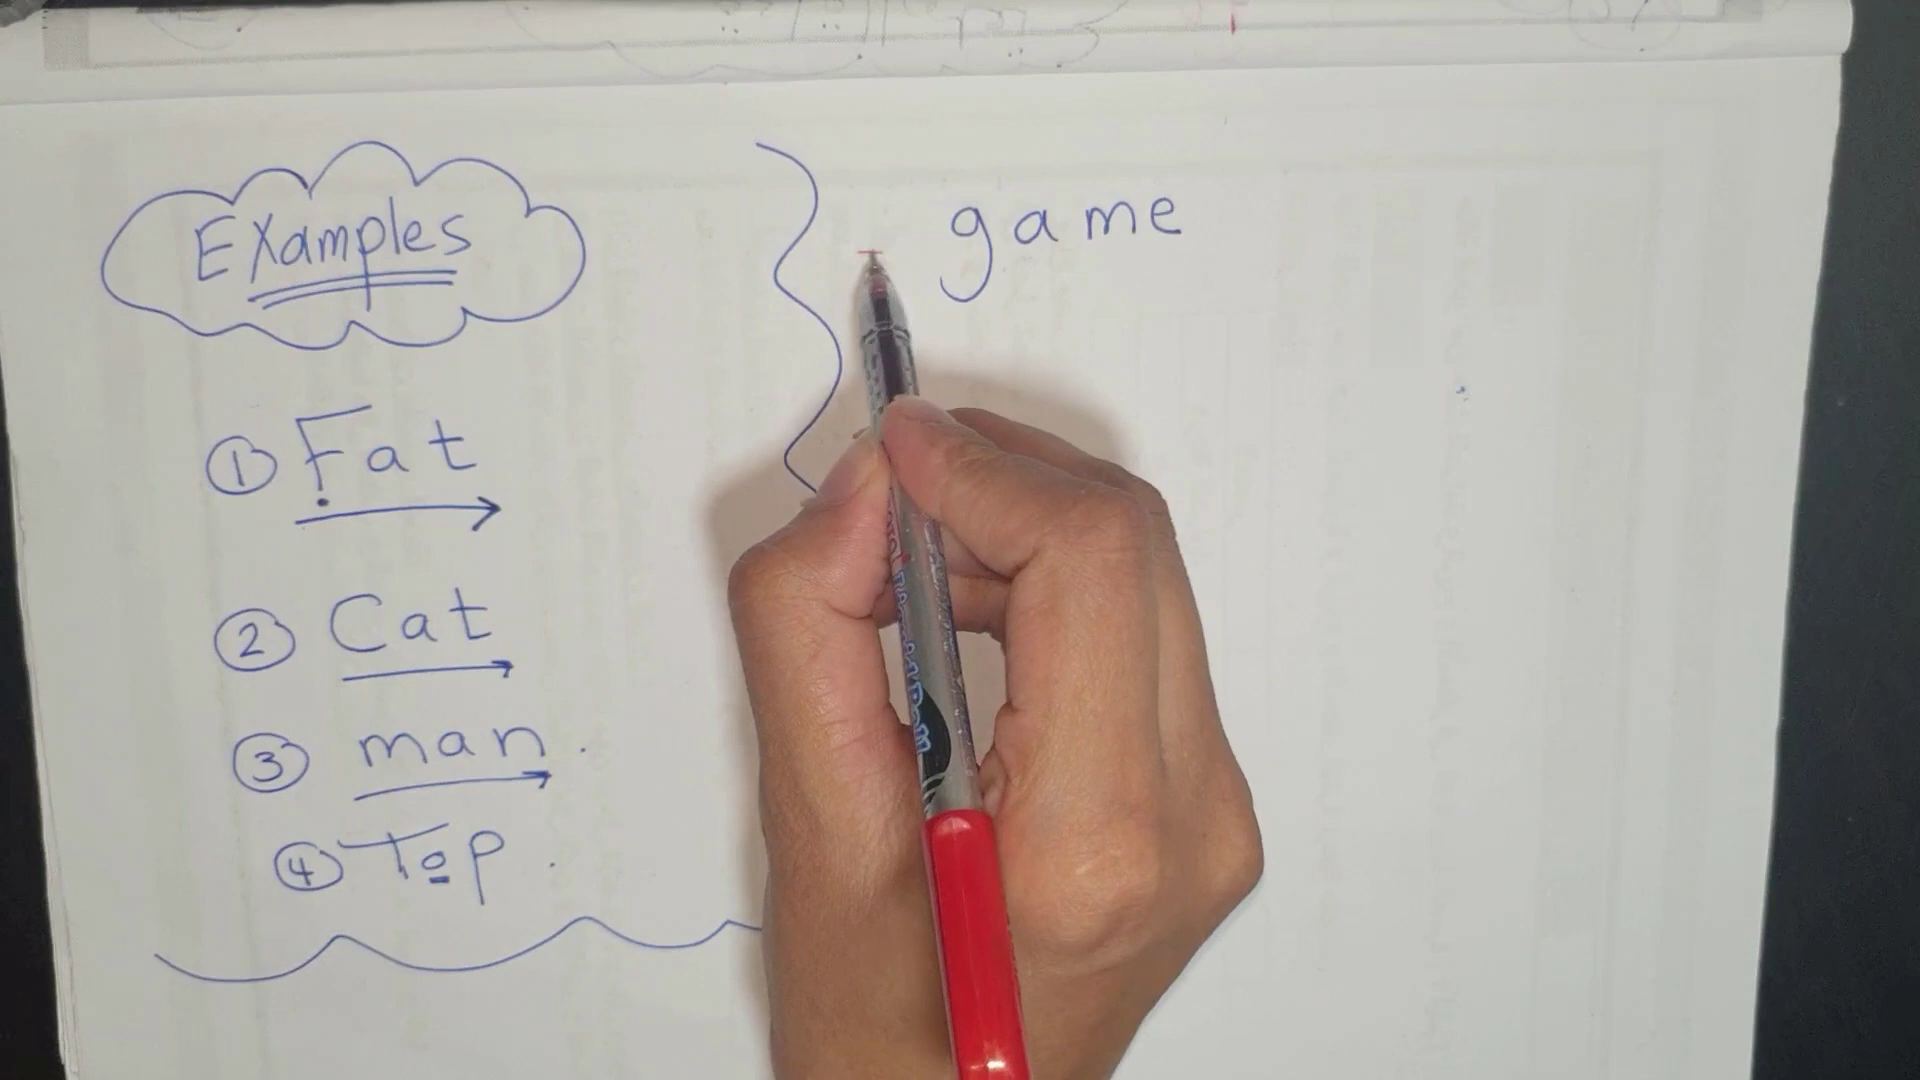 Examples
① Fat
② Cat
③ man.
④ Top.
game